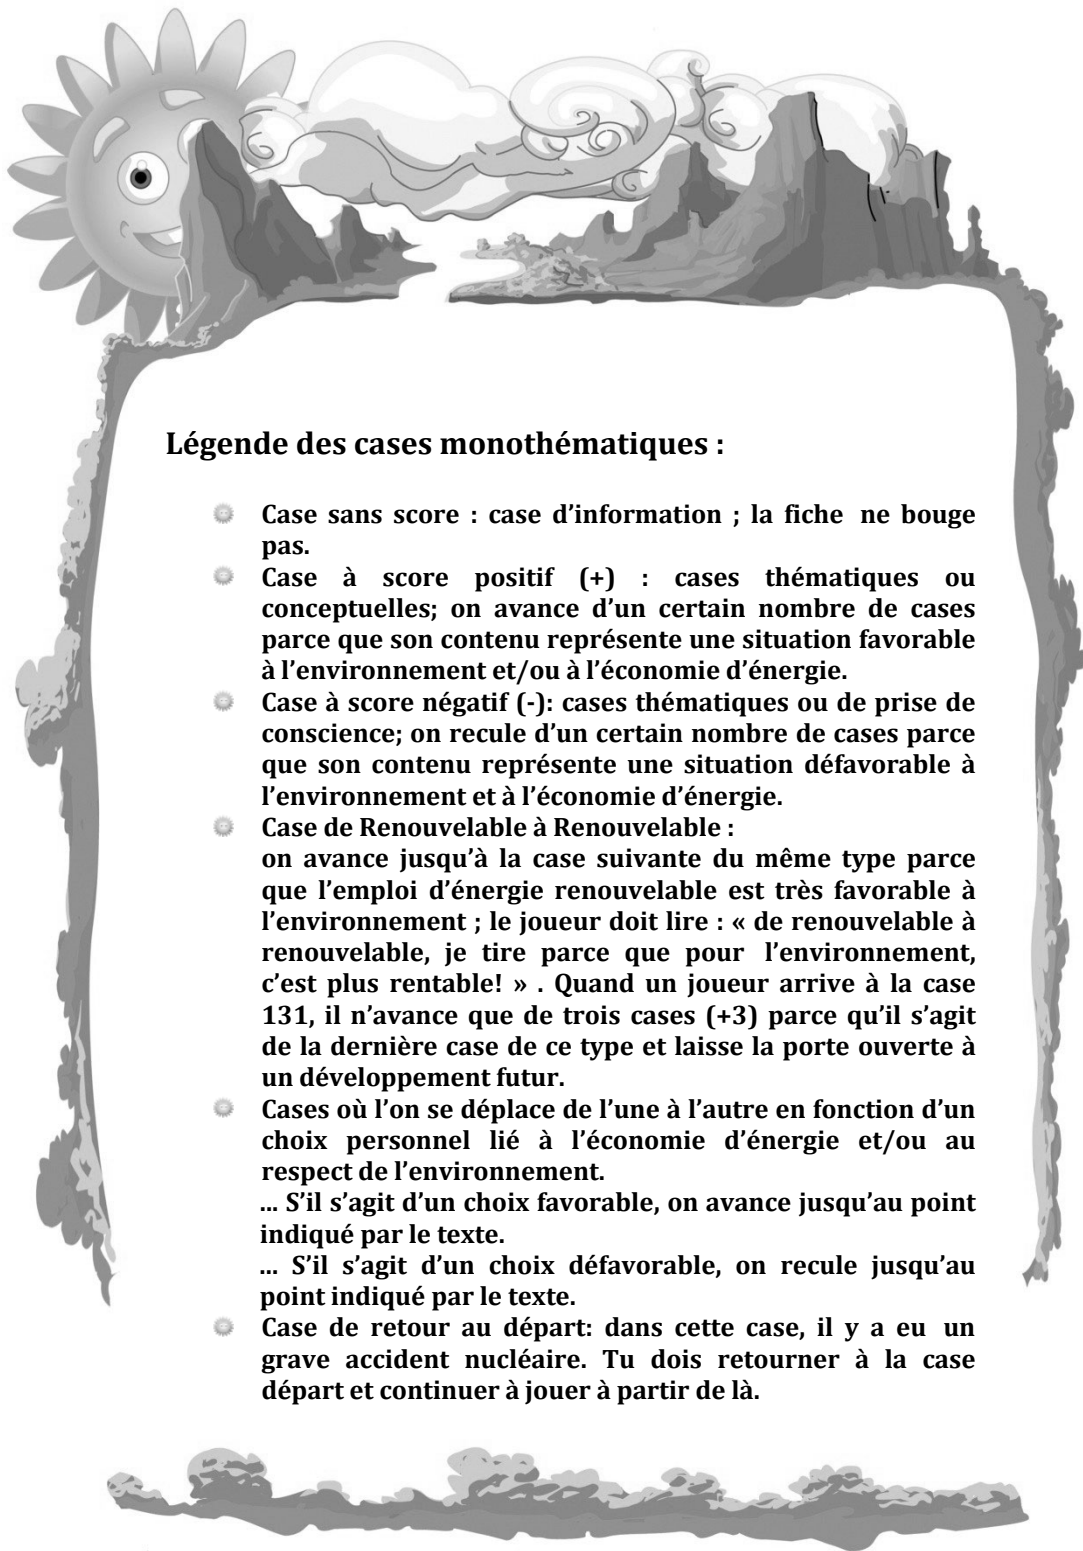 Légende des cases monothématiques :
Case sans score : case d’information ; la fiche ne bouge
pas.
Case à score positif (+) : cases thématiques ou
conceptuelles; on avance d’un certain nombre de cases
parce que son contenu représente une situation favorable
à l’environnement et/ou à l’économie d’énergie.
Case à score négatif (-): cases thématiques ou de prise de
conscience; on recule d’un certain nombre de cases parce
que son contenu représente une situation défavorable à
l’environnement et à l’économie d’énergie.
Case de Renouvelable à Renouvelable :
on avance jusqu’à la case suivante du même type parce
que l’emploi d’énergie renouvelable est très favorable à
l’environnement ; le joueur doit lire : « de renouvelable à
renouvelable, je tire parce que pour l’environnement,
c’est plus rentable! » . Quand un joueur arrive à la case
131, il n’avance que de trois cases (+3) parce qu’il s’agit
de la dernière case de ce type et laisse la porte ouverte à
un développement futur.
Cases où l’on se déplace de l’une à l’autre en fonction d’un
choix personnel lié à l’économie d’énergie et/ou au
respect de l’environnement.
... S’il s’agit d’un choix favorable, on avance jusqu’au point
indiqué par le texte.
... S’il s’agit d’un choix défavorable, on recule jusqu’au
point indiqué par le texte.
Case de retour au départ: dans cette case, il y a eu un
grave accident nucléaire. Tu dois retourner à la case
départ et continuer à jouer à partir de là.